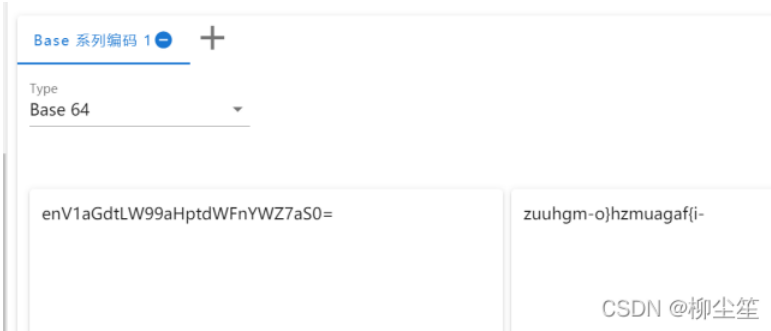 Base 系列编码 1
Type
Base 64
enV1aGdtLW99aHptdWFnYWZ7aS0=
zuuhgm-o}hzmuagaf{i-
CSDN @柳尘笙